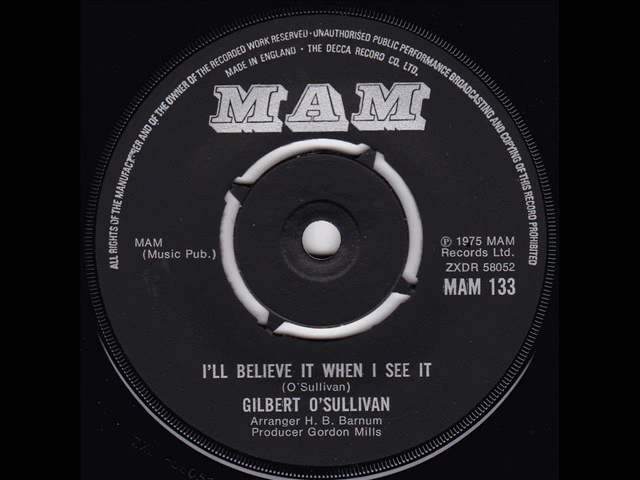 ALL RIGHTS OF THE MANUFACTURER AND OF THE OWNER OF THE RECORDED WORK RESERVED · UNAUTHORISED PUBLIC PERFORMANCE BROADCASTING AND COPYING OF THIS RECORD PROHIBITED
MADE IN ENGLAND · THE DECCA RECORD CO. LTD.
MAM
MAM
(Music Pub.)
℗ 1975 MAM
Records Ltd.
ZXDR 58052
MAM 133
I'LL BELIEVE IT WHEN I SEE IT
(O'Sullivan)
GILBERT O'SULLIVAN
Arranger H. B. Barnum
Producer Gordon Mills